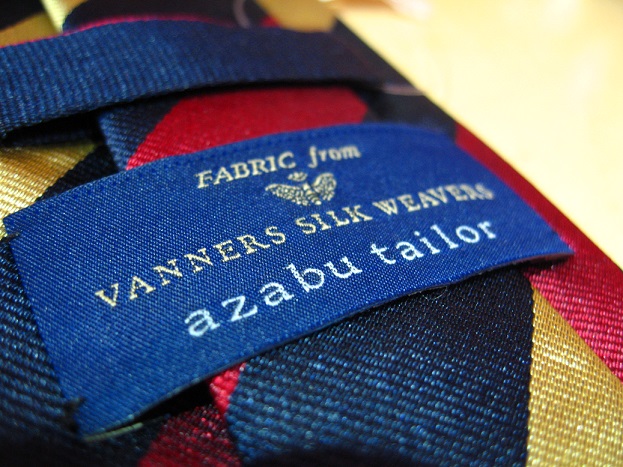 FABRIC from
VANNERS SILK WEAVERS
azabu tailor